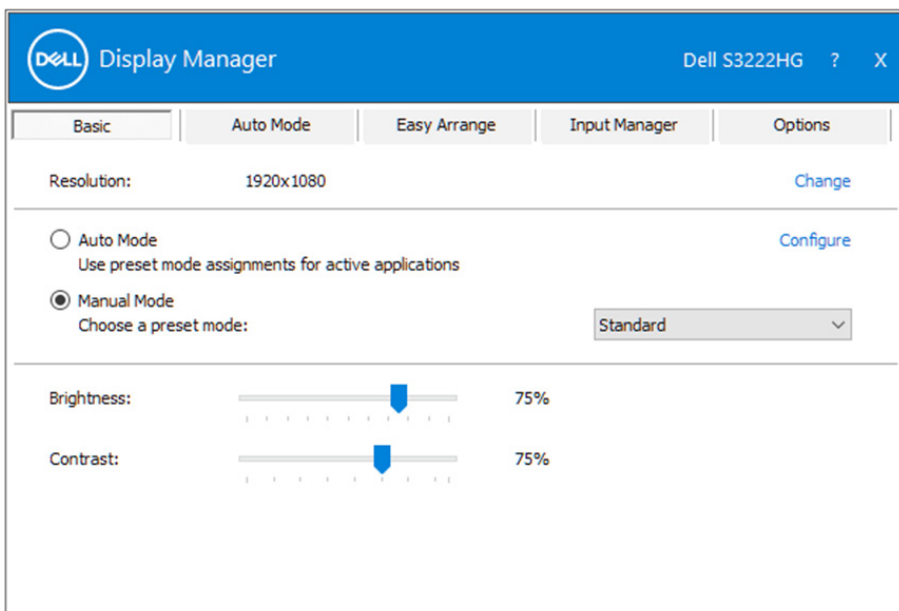 DELL Display Manager Dell S3222HG ? X
Basic Auto Mode Easy Arrange Input Manager Options
Resolution: 1920x1080 Change
Auto Mode Configure
Use preset mode assignments for active applications
Manual Mode
Choose a preset mode: Standard
Brightness: 75%
Contrast: 75%